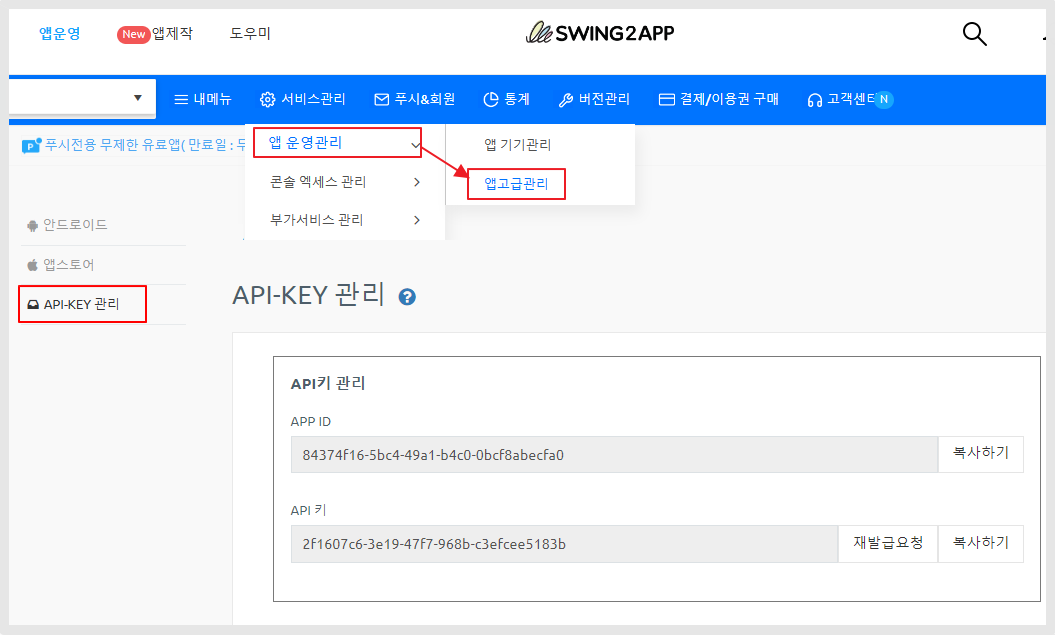 앱운영 New 앱제작 도우미 SWING2APP
내메뉴 서비스관리 푸시&회원 통계 버전관리 결제/이용권 구매 고객센터 N
P 푸시전용 무제한 유료앱( 만료일 : 무
앱 운영관리 앱 기기관리
콘솔 엑세스 관리 앱고급관리
부가서비스 관리
안드로이드
앱스토어
API-KEY 관리
API-KEY 관리 ?
API키 관리
APP ID
84374f16-5bc4-49a1-b4c0-0bcf8abecfa0 복사하기
API 키
2f1607c6-3e19-47f7-968b-c3efcee5183b 재발급요청 복사하기